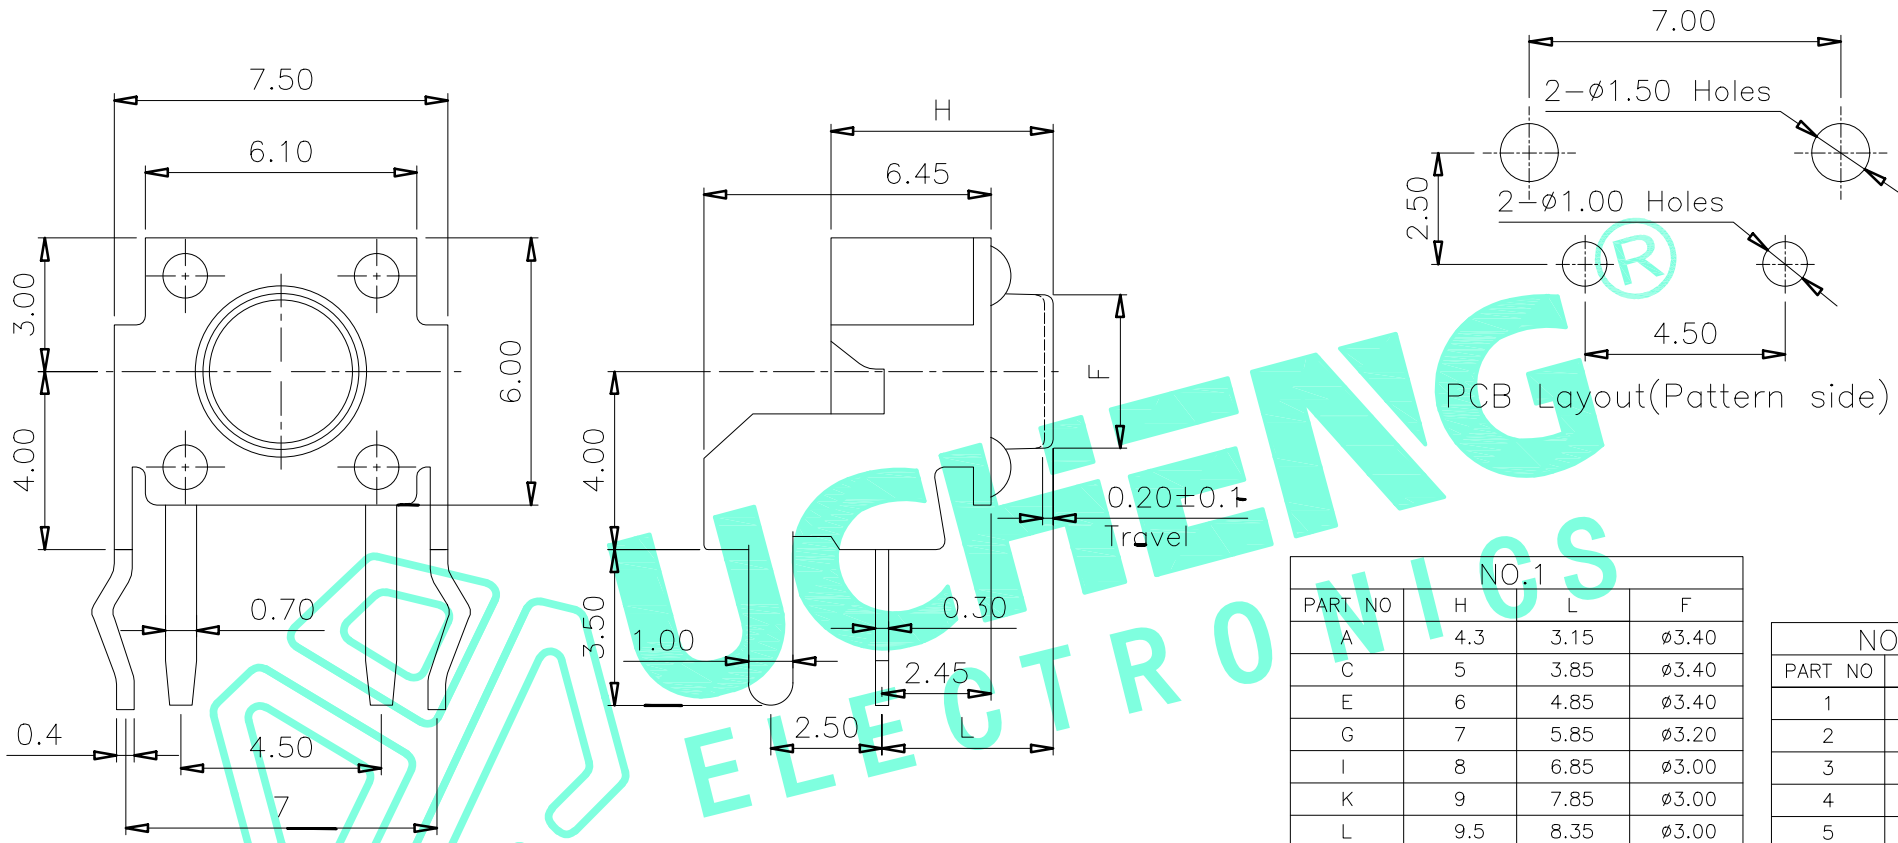 7.50
6.10
3.00
4.00
6.00
0.70
0.4
4.50
7
H
6.45
F
4.00
3.50
1.00
0.30
2.45
2.50
L
0.20±0.1
Travel
7.00
2-ø1.50 Holes
2.50
2-ø1.00 Holes
4.50
PCB Layout(Pattern side)
®
UCHENG
ELECTRONICS
NO.1
PART NO H L F
A 4.3 3.15 ø3.40
C 5 3.85 ø3.40
E 6 4.85 ø3.40
G 7 5.85 ø3.20
I 8 6.85 ø3.00
K 9 7.85 ø3.00
L 9.5 8.35 ø3.00
NO
PART NO
1
2
3
4
5